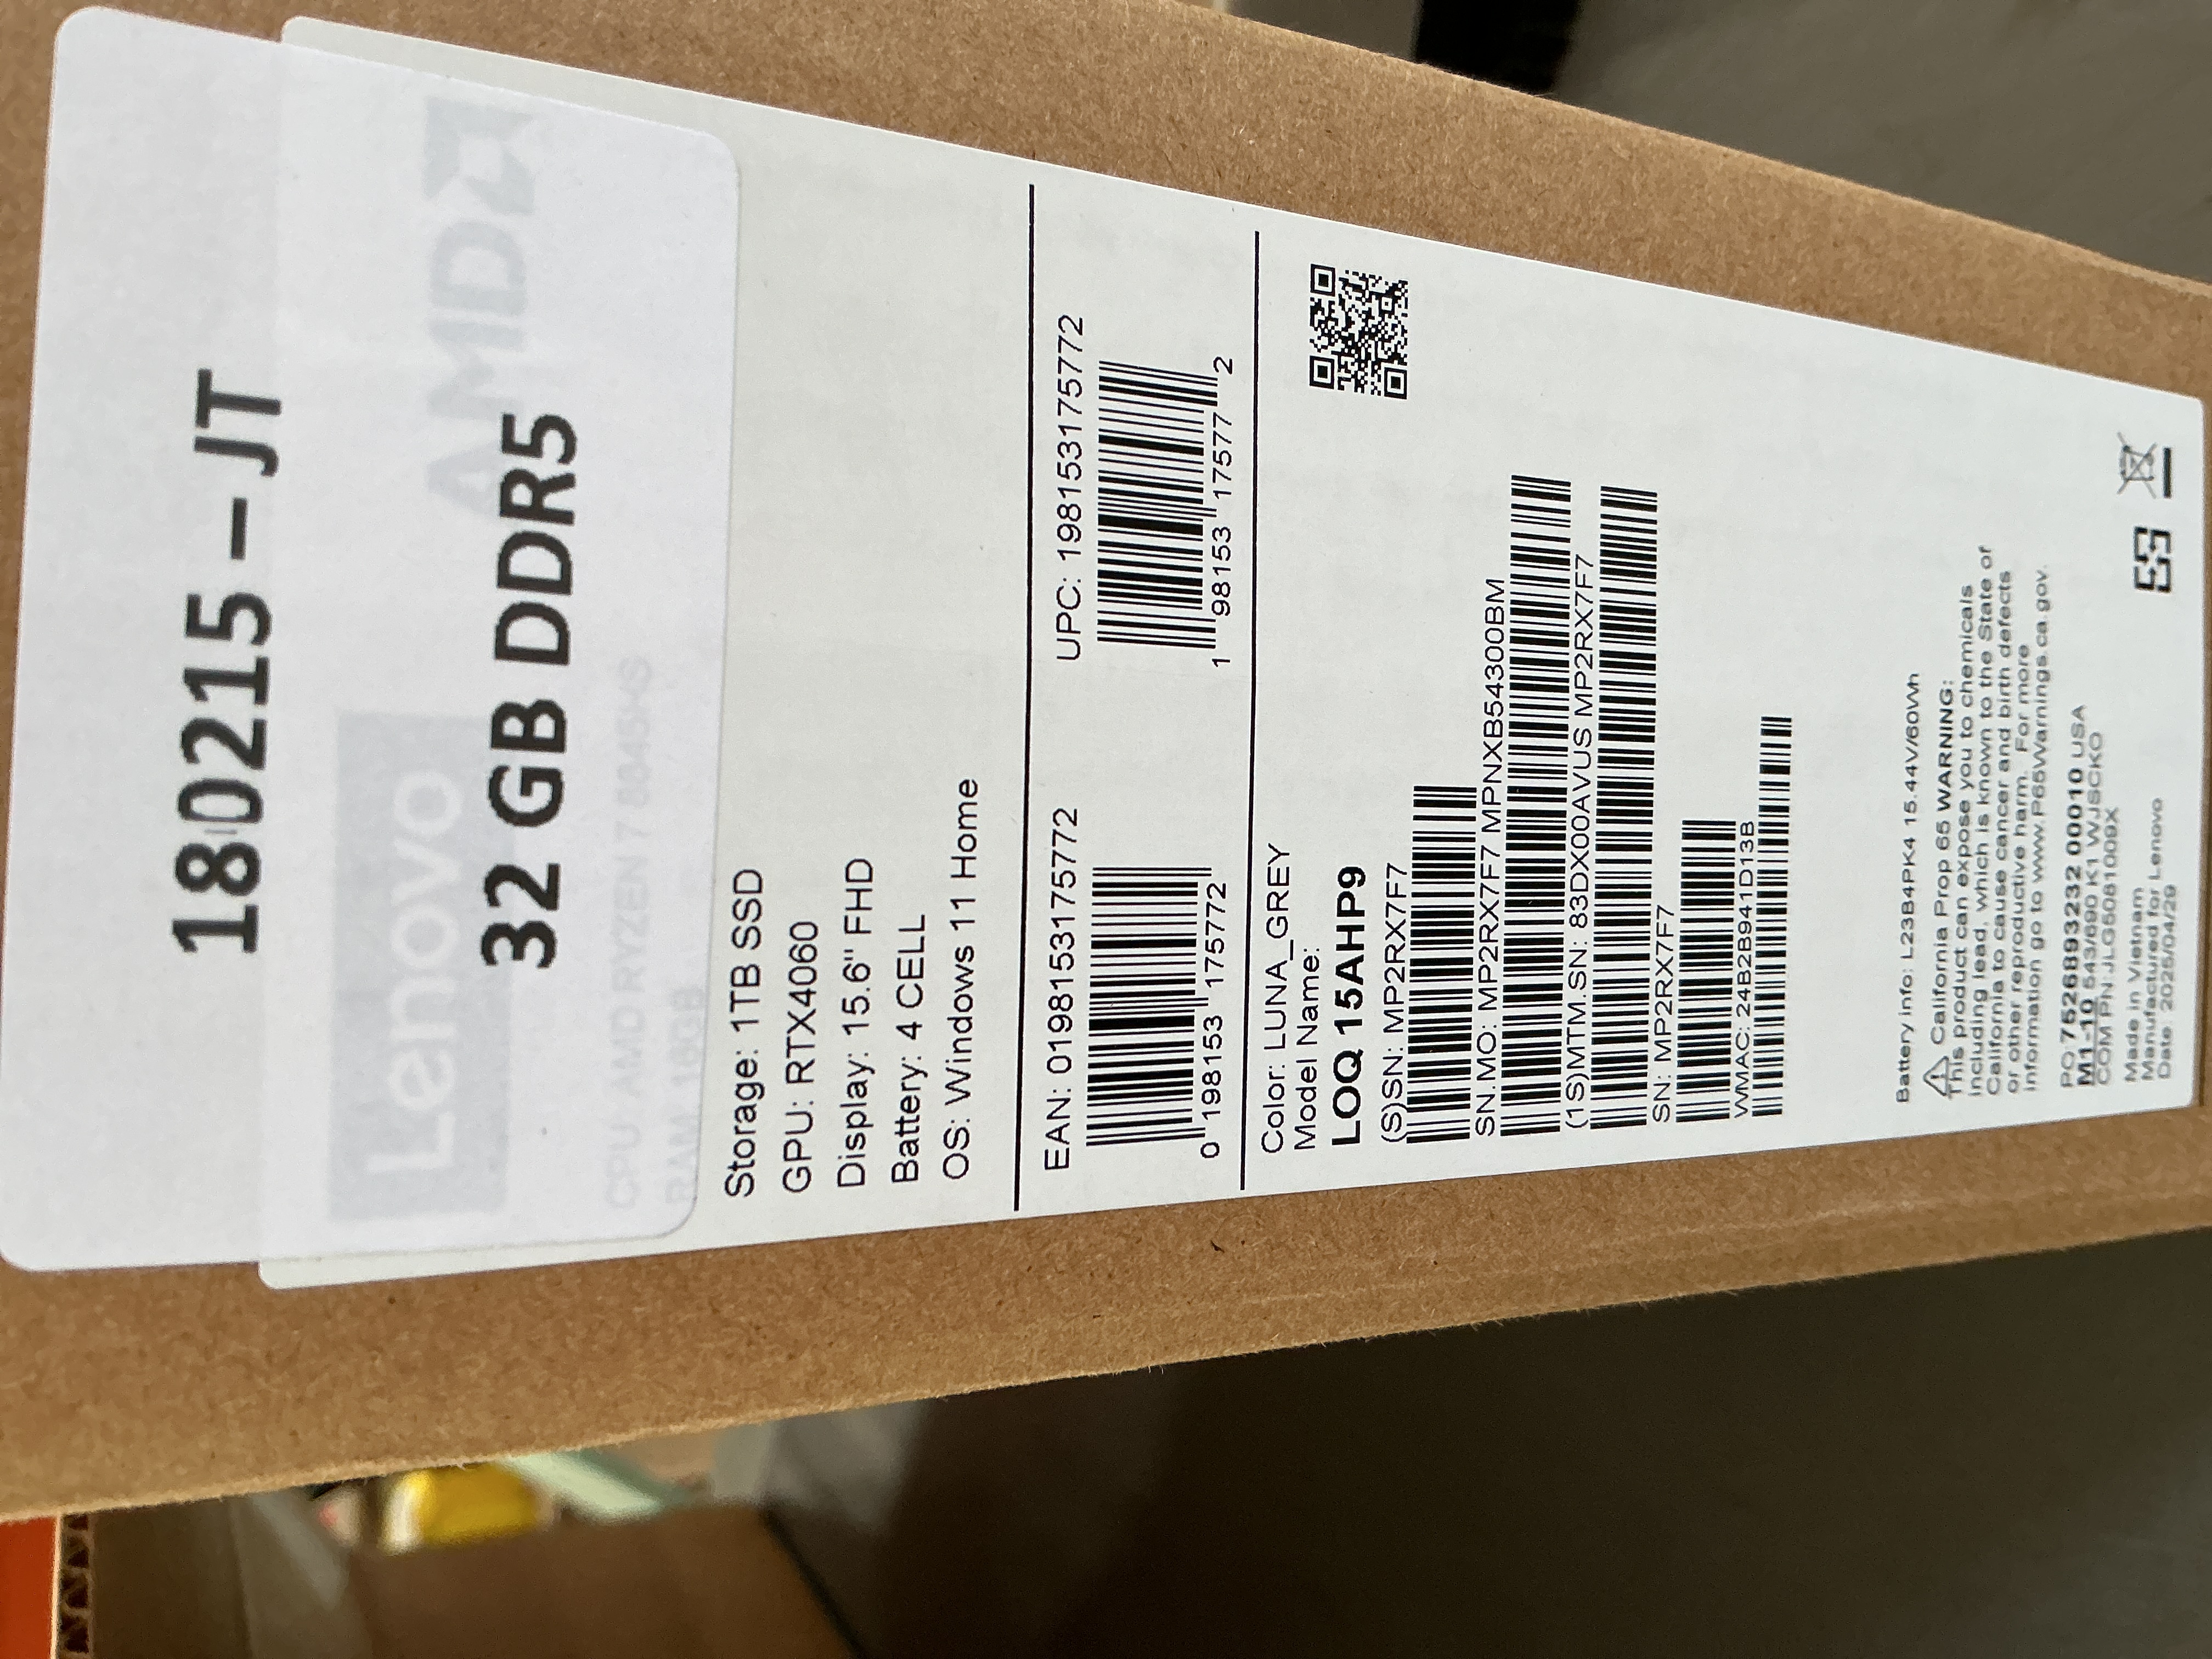 180215 – JT
Lenovo
AMD
32 GB DDR5
CPU: AMD RYZEN 7 8845HS
RAM: 16GB
Storage: 1TB SSD
GPU: RTX4060
Display: 15.6" FHD
Battery: 4 CELL
OS: Windows 11 Home
EAN: 0198153175772
UPC: 198153175772
0 198153 175772
1 98153 17577 2
Color: LUNA_GREY
Model Name:
LOQ 15AHP9
(S)SN: MP2RX7F7
SN.MO: MP2RX7F7 MPNXB54300BM
(1S)MTM.SN: 83DX00AVUS MP2RX7F7
SN: MP2RX7F7
WMAC: 24B2B941D13B
Battery info: L23B4PK4 15.44V/60Wh
California Prop 65 WARNING:
This product can expose you to chemicals
including lead, which is known to the State of
California to cause cancer and birth defects
or other reproductive harm. For more
information go to www.P65Warnings.ca.gov.
PO:7526893232 00010 USA
M1-10 543/690 K1 WJSCKO
COM PN:JLG5081009X
Made in Vietnam
Manufactured for Lenovo
Date: 2025/04/29